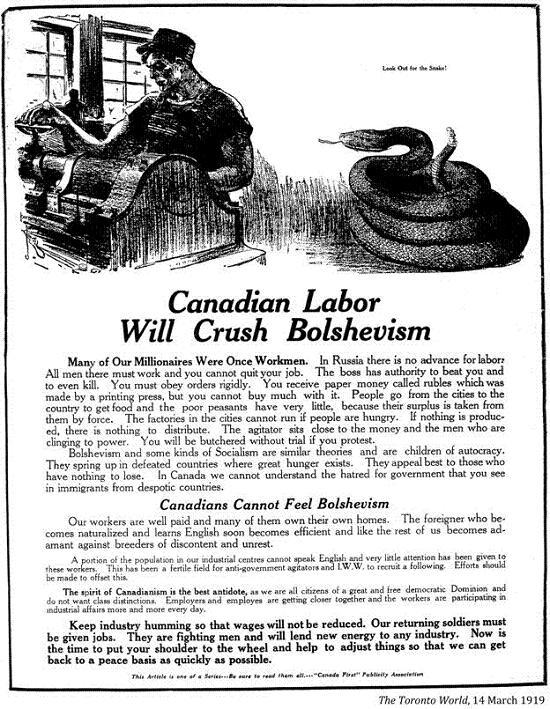 Look Out for the Snake!
Canadian Labor
Will Crush Bolshevism
Many of Our Millionaires Were Once Workmen. In Russia there is no advance for labor:
All men there must work and you cannot quit your job. The boss has authority to beat you and
to even kill. You must obey orders rigidly. You receive paper money called rubles which was
made by a printing press, but you cannot buy much with it. People go from the cities to the
country to get food and the poor peasants have very little, because their surplus is taken from
them by force. The factories in the cities cannot run if people are hungry. If nothing is produc-
ed, there is nothing to distribute. The agitator sits close to the money and the men who are
clinging to power. You will be butchered without trial if you protest.
Bolshevism and some kinds of Socialism are similar theories and are children of autocracy.
They spring up in defeated countries where great hunger exists. They appeal best to those who
have nothing to lose. In Canada we cannot understand the hatred for government that you see
in immigrants from despotic countries.
Canadians Cannot Feel Bolshevism
Our workers are well paid and many of them own their own homes. The foreigner who be-
comes naturalized and learns English soon becomes efficient and like the rest of us becomes ad-
amant against breeders of discontent and unrest.
A portion of the population in our industrial centres cannot speak English and very little attention has been given to
these workers. This has been a fertile field for anti-government agitators and I.W.W. to recruit a following. Efforts should
be made to offset this.
The spirit of Canadianism is the best antidote, as we are all citizens of a great and free democratic Dominion and
do not want class distinctions. Employers and employes are getting closer together and the workers are participating in
industrial affairs more and more every day.
Keep industry humming so that wages will not be reduced. Our returning soldiers must
be given jobs. They are fighting men and will lend new energy to any industry. Now is
the time to put your shoulder to the wheel and help to adjust things so that we can get
back to a peace basis as quickly as possible.
This Article is one of a Series---Be sure to read them all.---"Canada First" Publicity Association
The Toronto World, 14 March 1919